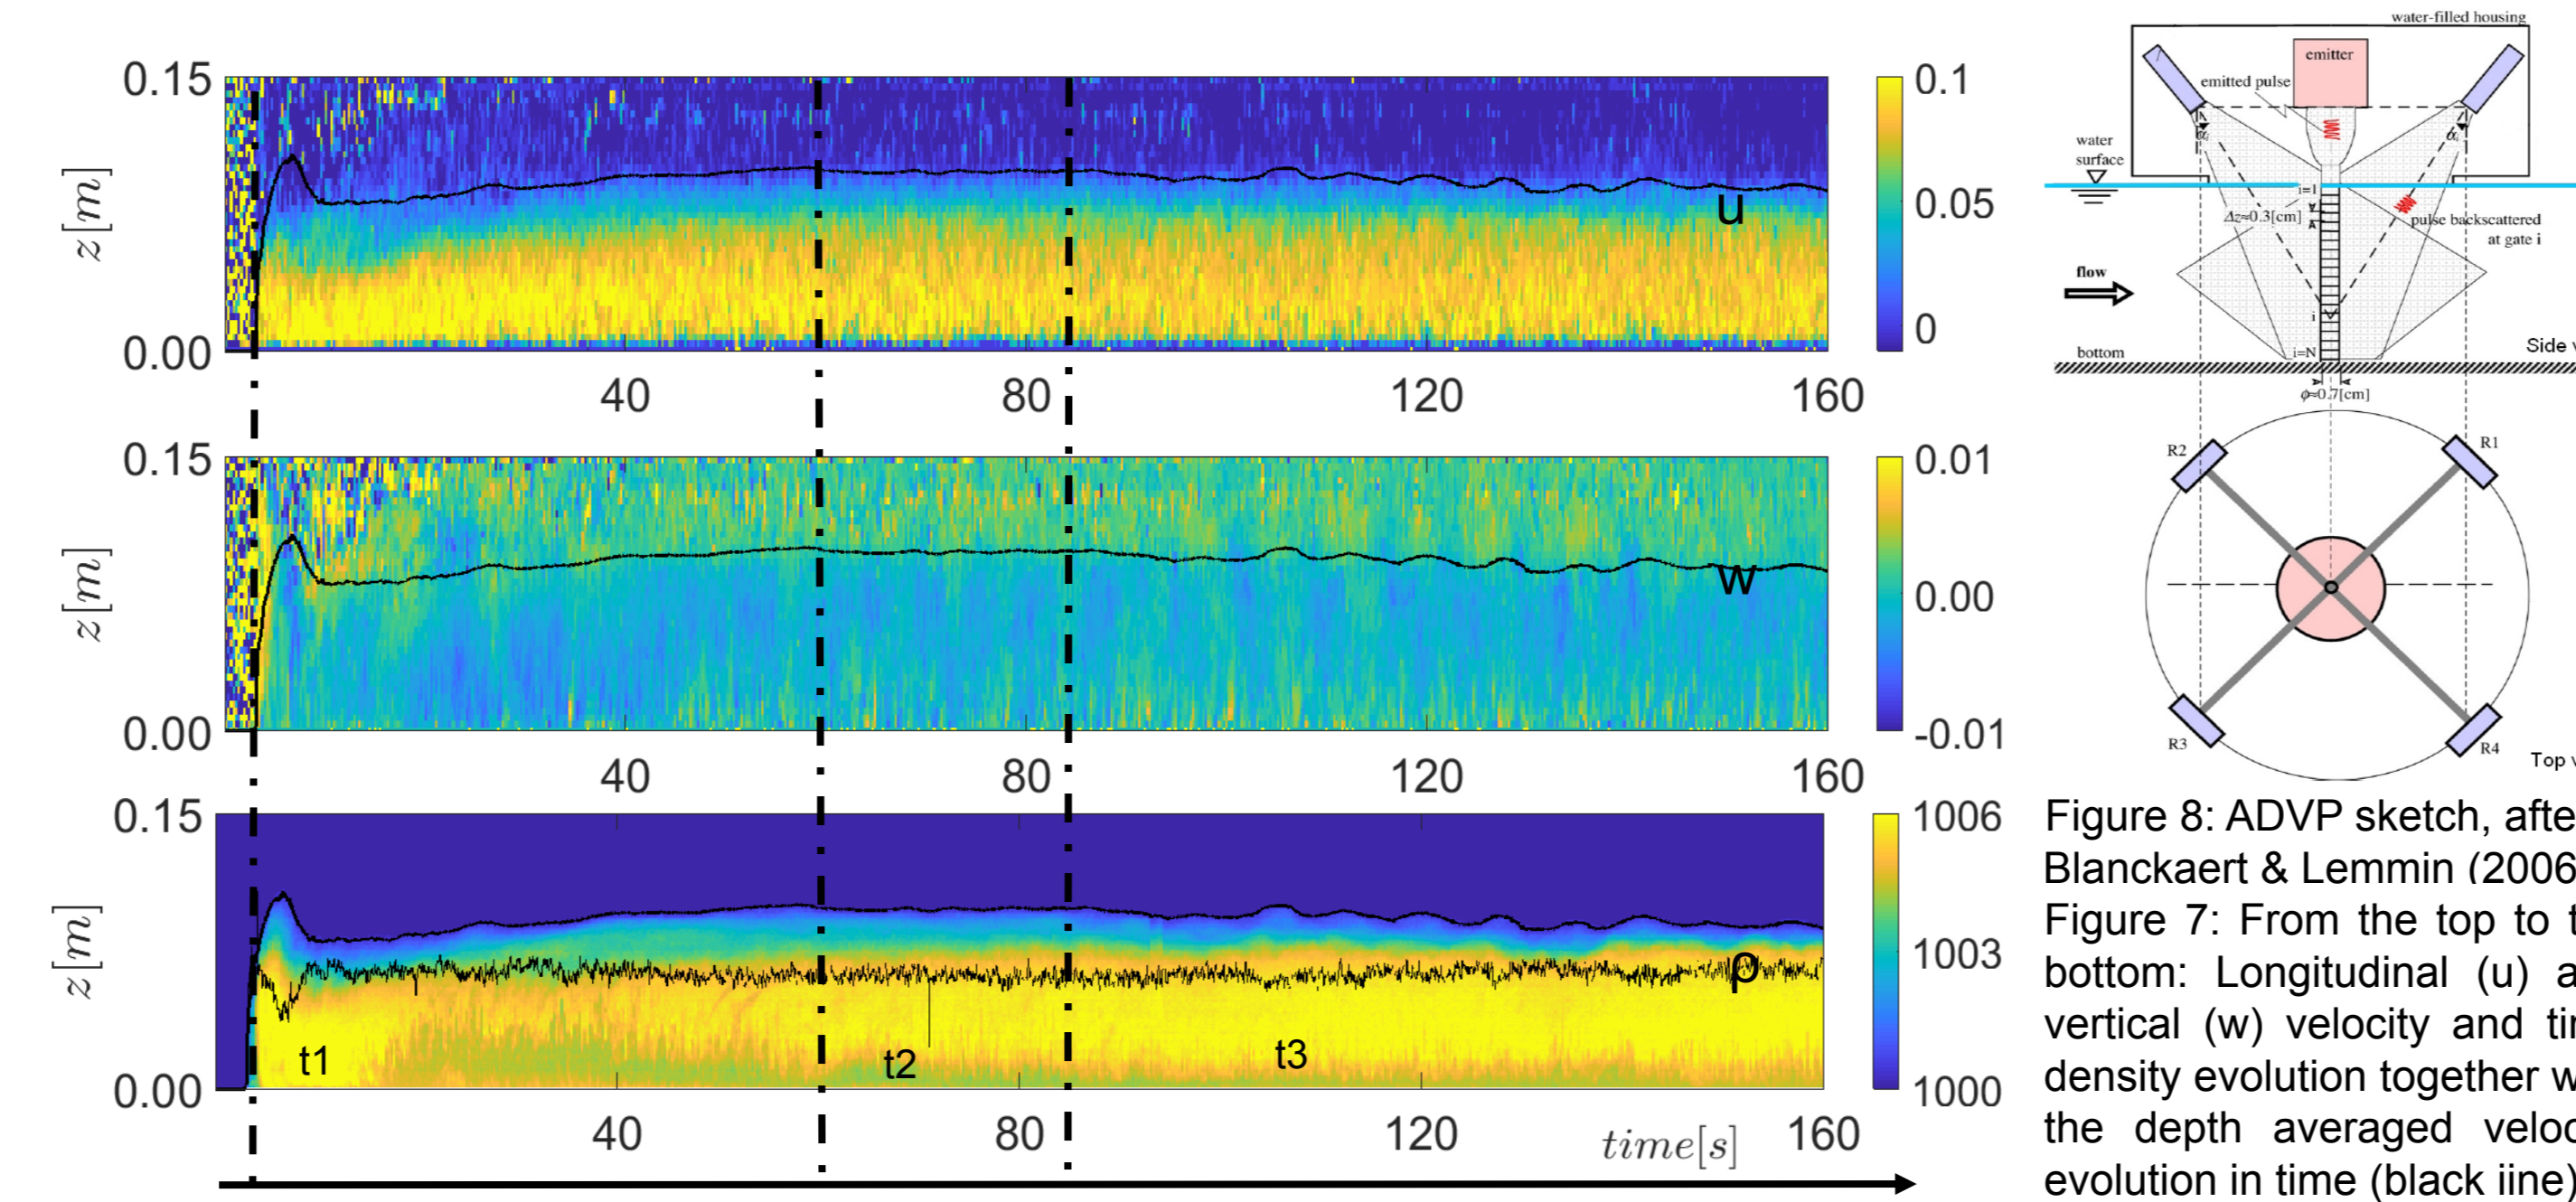 0.15
z[m]
0.00
40
80
120
160
0.1
0.05
0
u
0.15
z[m]
0.00
40
80
120
160
0.01
0.00
-0.01
w
0.15
z[m]
0.00
40
80
120
160
time[s]
1006
1003
1000
ρ
t1
t2
t3
water-filled housing
emitter
emitted pulse
water
surface
i=1
Δz≈0.3[cm]
pulse backscattered
at gate i
flow
i
i=N
bottom
Side
ϕ≈0.7[cm]
R2
R1
R3
R4
Top
Figure 8: ADVP sketch, afte
Blanckaert & Lemmin (2006
Figure 7: From the top to t
bottom: Longitudinal (u) a
vertical (w) velocity and tin
density evolution together w
the depth averaged veloc
evolution in time (black iine)